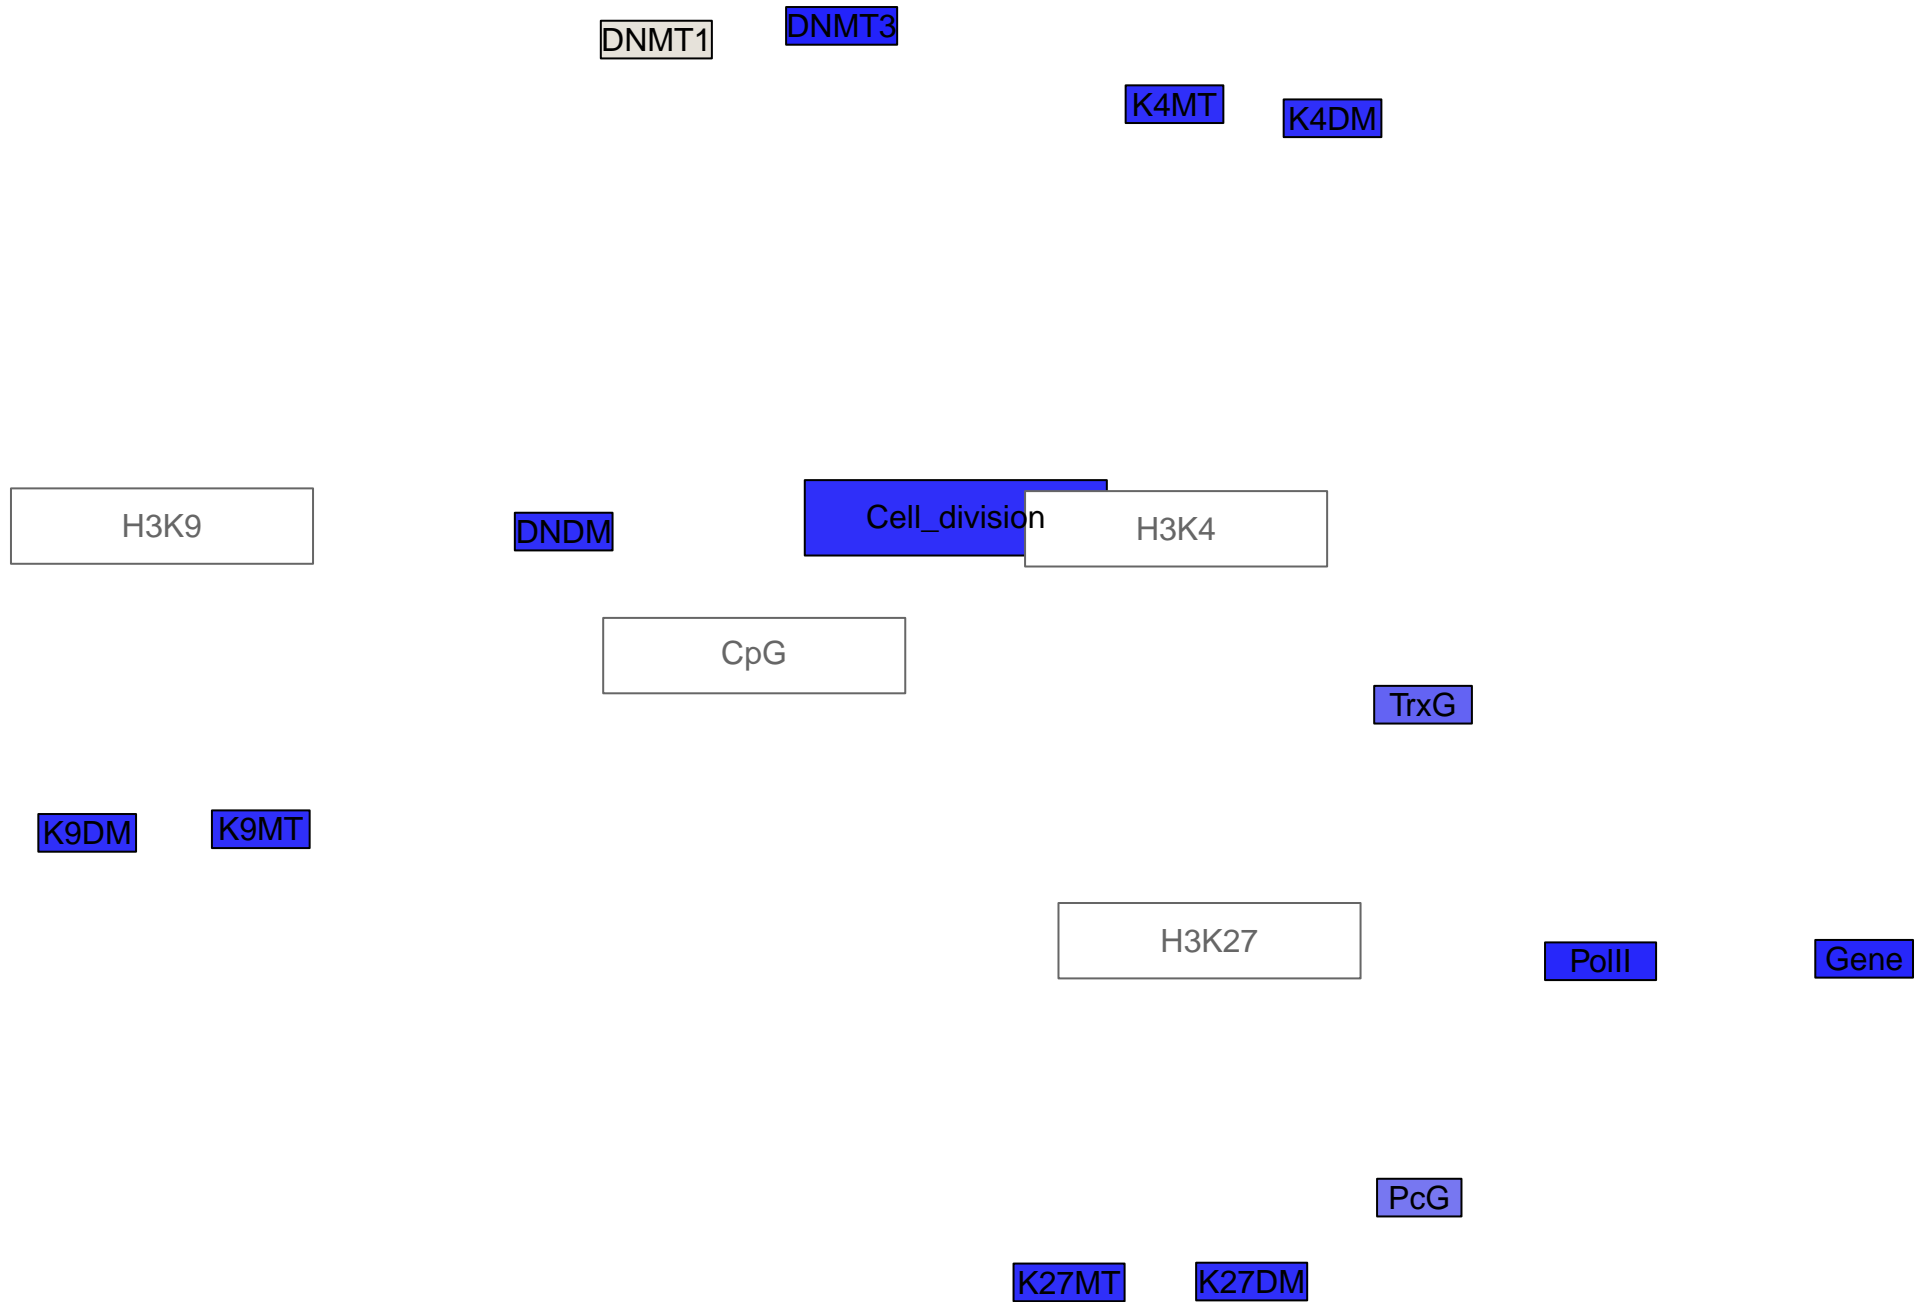 DNMT1
DNMT3
K4MT
K4DM
H3K9
DNDM
Cell_division
H3K4
CpG
TrxG
K9DM
K9MT
H3K27
PolII
Gene
PcG
K27MT
K27DM